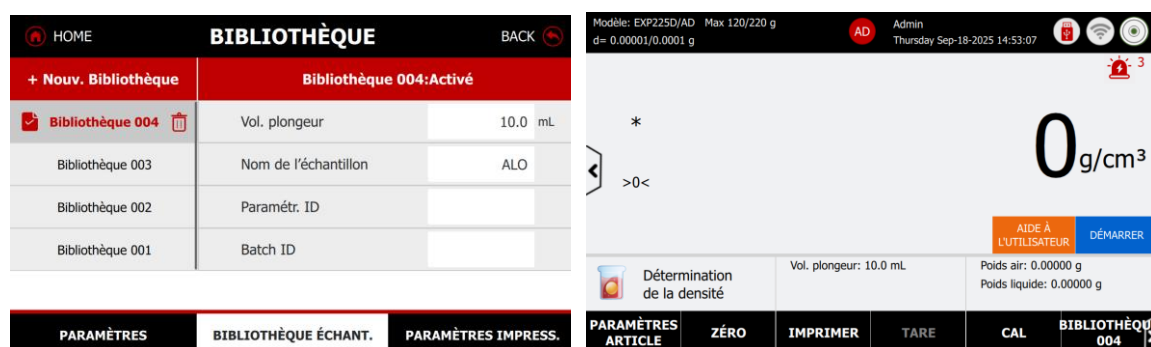 HOME BIBLIOTHÈQUE BACK
+ Nouv. Bibliothèque Bibliothèque 004:Activé
Bibliothèque 004 Vol. plongeur 10.0 mL
Bibliothèque 003 Nom de l'échantillon ALO
Bibliothèque 002 Paramétr. ID
Bibliothèque 001 Batch ID
PARAMÈTRES BIBLIOTHÈQUE ÉCHANT. PARAMÈTRES IMPRESS.
Modèle: EXP225D/AD Max 120/220 g
d= 0.00001/0.0001 g
AD
Admin
Thursday Sep-18-2025 14:53:07
3
*
0 g/cm³
>0<
AIDE À
L'UTILISATEUR
DÉMARRER
Détermination
de la densité
Vol. plongeur: 10.0 mL
Poids air: 0.00000 g
Poids liquide: 0.00000 g
PARAMÈTRES
ARTICLE
ZÉRO
IMPRIMER
TARE
CAL
BIBLIOTHÈQU
004